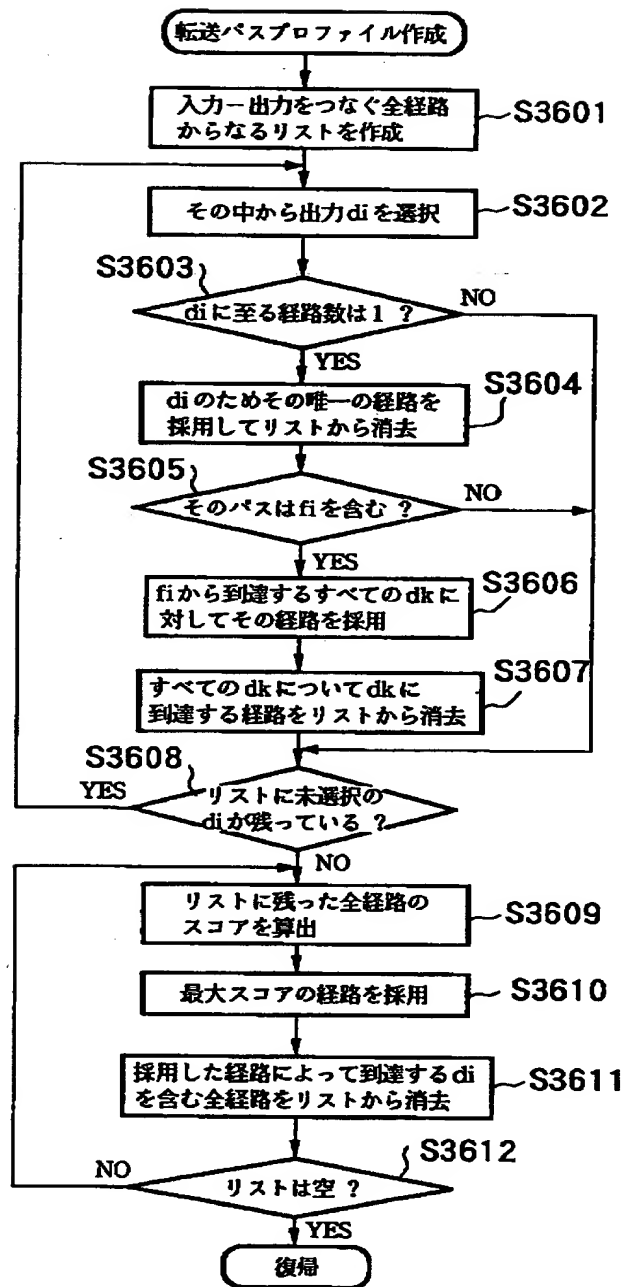 転送パスプロファイル作成
入力－出力をつなぐ全経路
からなるリストを作成
S3601
その中から出力diを選択
S3602
S3603
diに至る経路数は1 ?
NO
YES
S3604
diのためその唯一の経路を
採用してリストから消去
S3605
そのパスはfiを含む ?
NO
YES
S3606
fiから到達するすべてのdkに
対してその経路を採用
S3607
すべてのdkについてdkに
到達する経路をリストから消去
S3608
YES
リストに未選択の
diが残っている ?
NO
リストに残った全経路の
スコアを算出
S3609
最大スコアの経路を採用
S3610
採用した経路によって到達するdi
を含む全経路をリストから消去
S3611
S3612
NO
リストは空 ?
YES
復帰